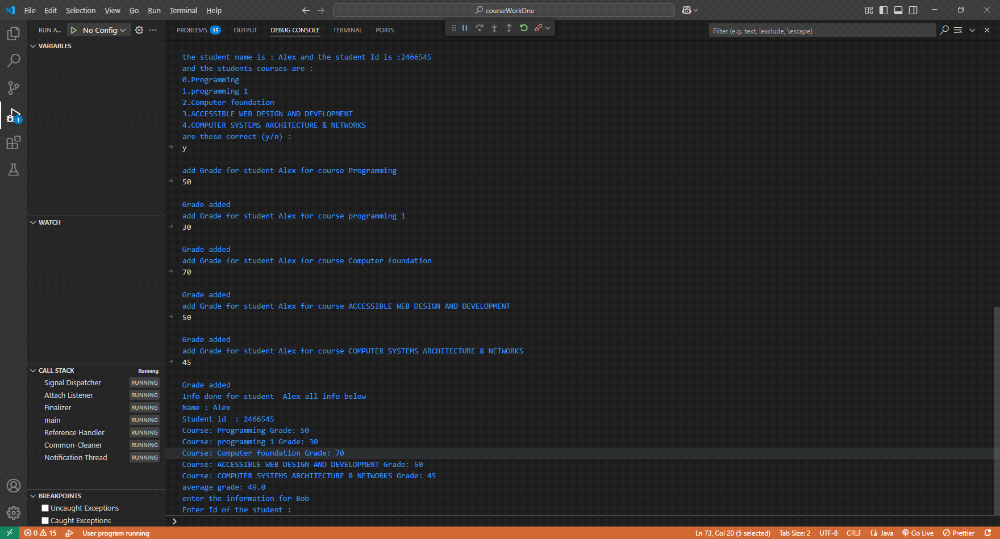 File Edit Selection View Go Run Terminal Help
courseWorkOne
RUN A... No Config
PROBLEMS 15 OUTPUT DEBUG CONSOLE TERMINAL PORTS
Filter (e.g. text, !exclude, \escape)
VARIABLES
WATCH
CALL STACK Running
Signal Dispatcher RUNNING
Attach Listener RUNNING
Finalizer RUNNING
main RUNNING
Reference Handler RUNNING
Common-Cleaner RUNNING
Notification Thread RUNNING
BREAKPOINTS
Uncaught Exceptions
Caught Exceptions
1
the student name is : Alex and the student Id is :2466545
and the students courses are :
0.Programming
1.programming 1
2.Computer foundation
3.ACCESSIBLE WEB DESIGN AND DEVELOPMENT
4.COMPUTER SYSTEMS ARCHITECTURE & NETWORKS
are these correct (y/n) :
y
add Grade for student Alex for course Programming
50
Grade added
add Grade for student Alex for course programming 1
30
Grade added
add Grade for student Alex for course Computer foundation
70
Grade added
add Grade for student Alex for course ACCESSIBLE WEB DESIGN AND DEVELOPMENT
50
Grade added
add Grade for student Alex for course COMPUTER SYSTEMS ARCHITECTURE & NETWORKS
45
Grade added
Info done for student  Alex all info below
Name : Alex
Student id  : 2466545
Course: Programming Grade: 50
Course: programming 1 Grade: 30
Course: Computer foundation Grade: 70
Course: ACCESSIBLE WEB DESIGN AND DEVELOPMENT Grade: 50
Course: COMPUTER SYSTEMS ARCHITECTURE & NETWORKS Grade: 45
average grade: 49.0
enter the information for Bob
Enter Id of the student :
0 15 User program running
Ln 73, Col 20 (5 selected) Tab Size: 2 UTF-8 CRLF Java Go Live Prettier